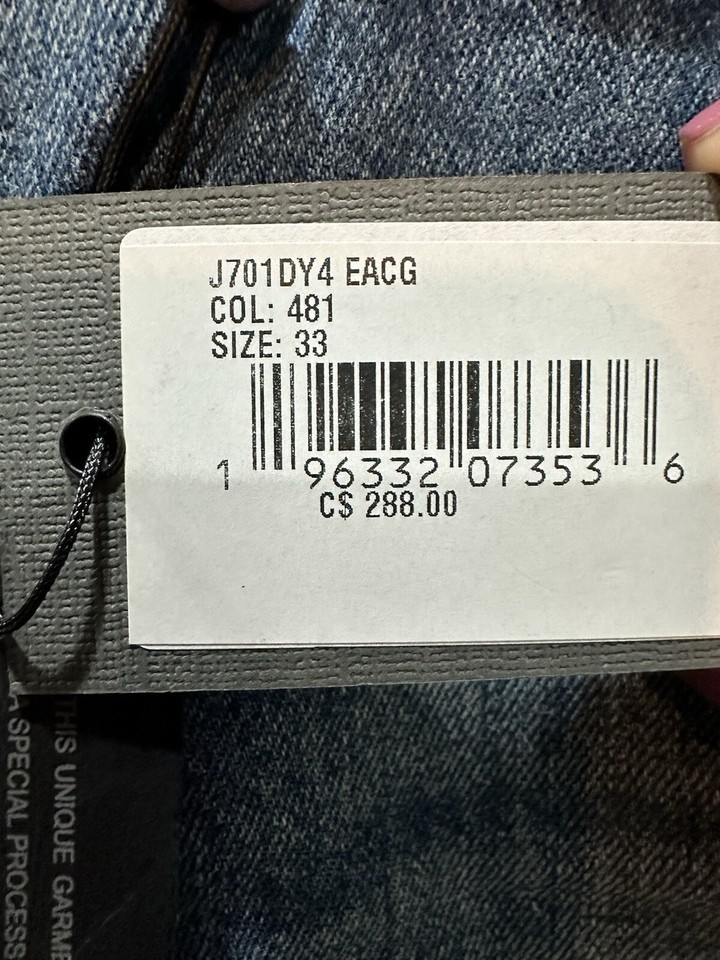 J701DY4 EACG
COL: 481
SIZE: 33
1 96332 07353 6
C$ 288.00
THIS UNIQUE GARME
A SPECIAL PROCESS